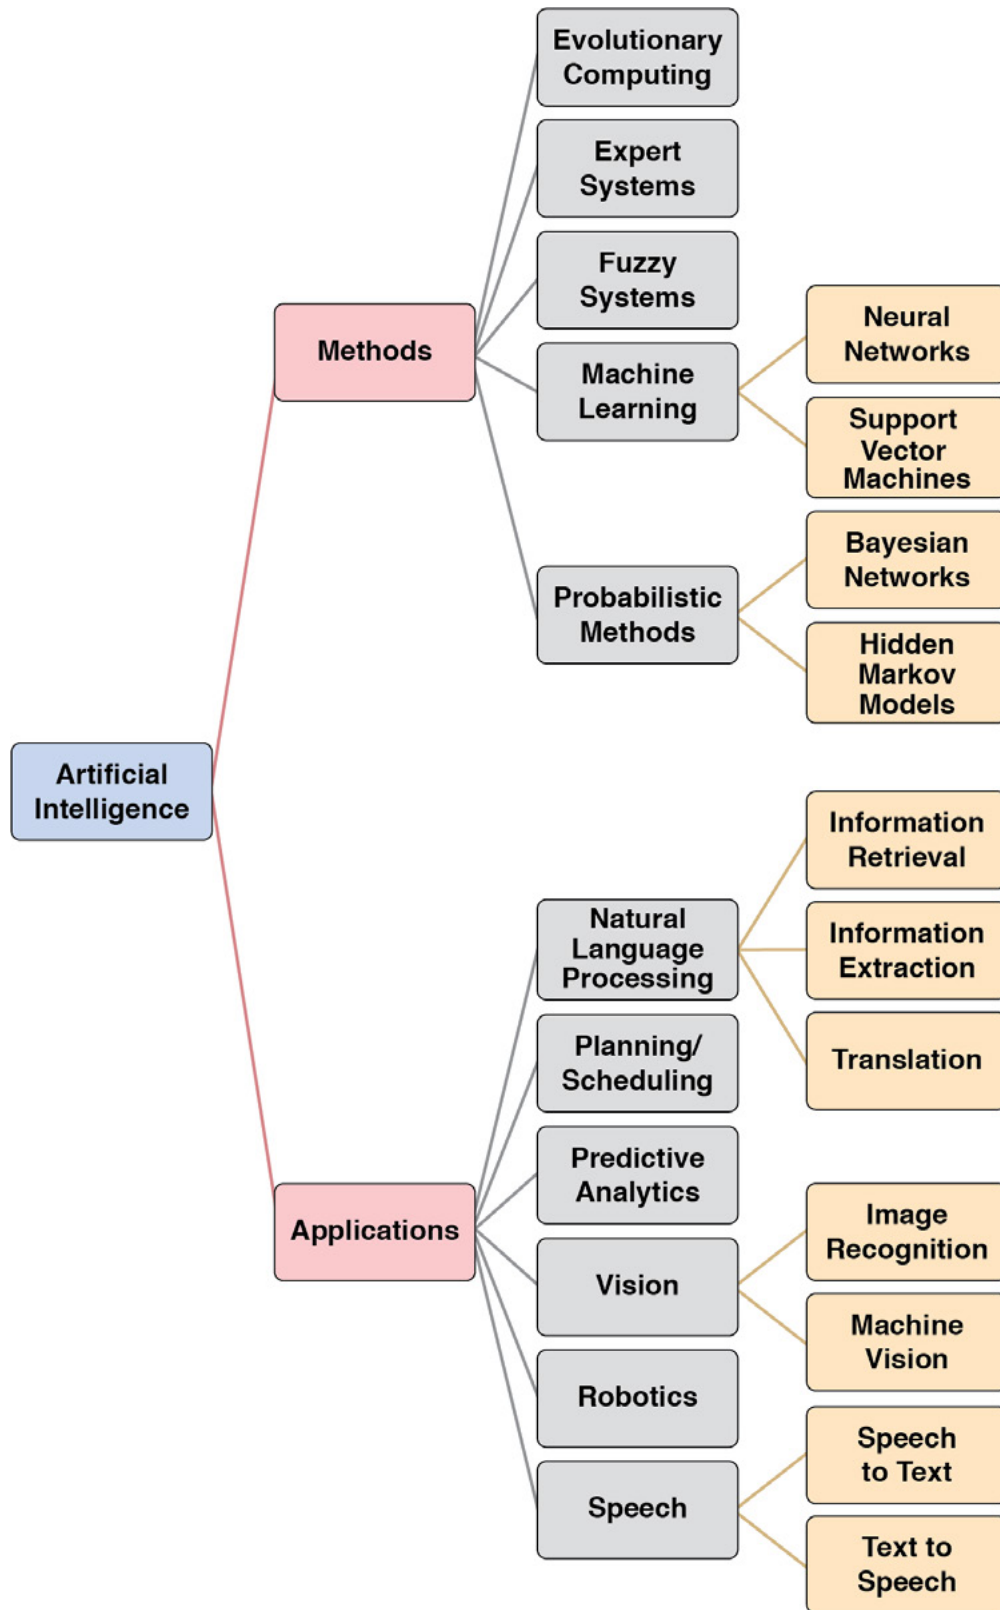 Evolutionary
Computing
Expert
Systems
Fuzzy
Systems
Neural
Networks
Methods
Machine
Learning
Support
Vector
Machines
Bayesian
Networks
Probabilistic
Methods
Hidden
Markov
Models
Artificial
Intelligence
Information
Retrieval
Natural
Language
Processing
Information
Extraction
Planning/
Scheduling
Translation
Predictive
Analytics
Applications
Image
Recognition
Vision
Machine
Vision
Robotics
Speech
to Text
Speech
Text to
Speech